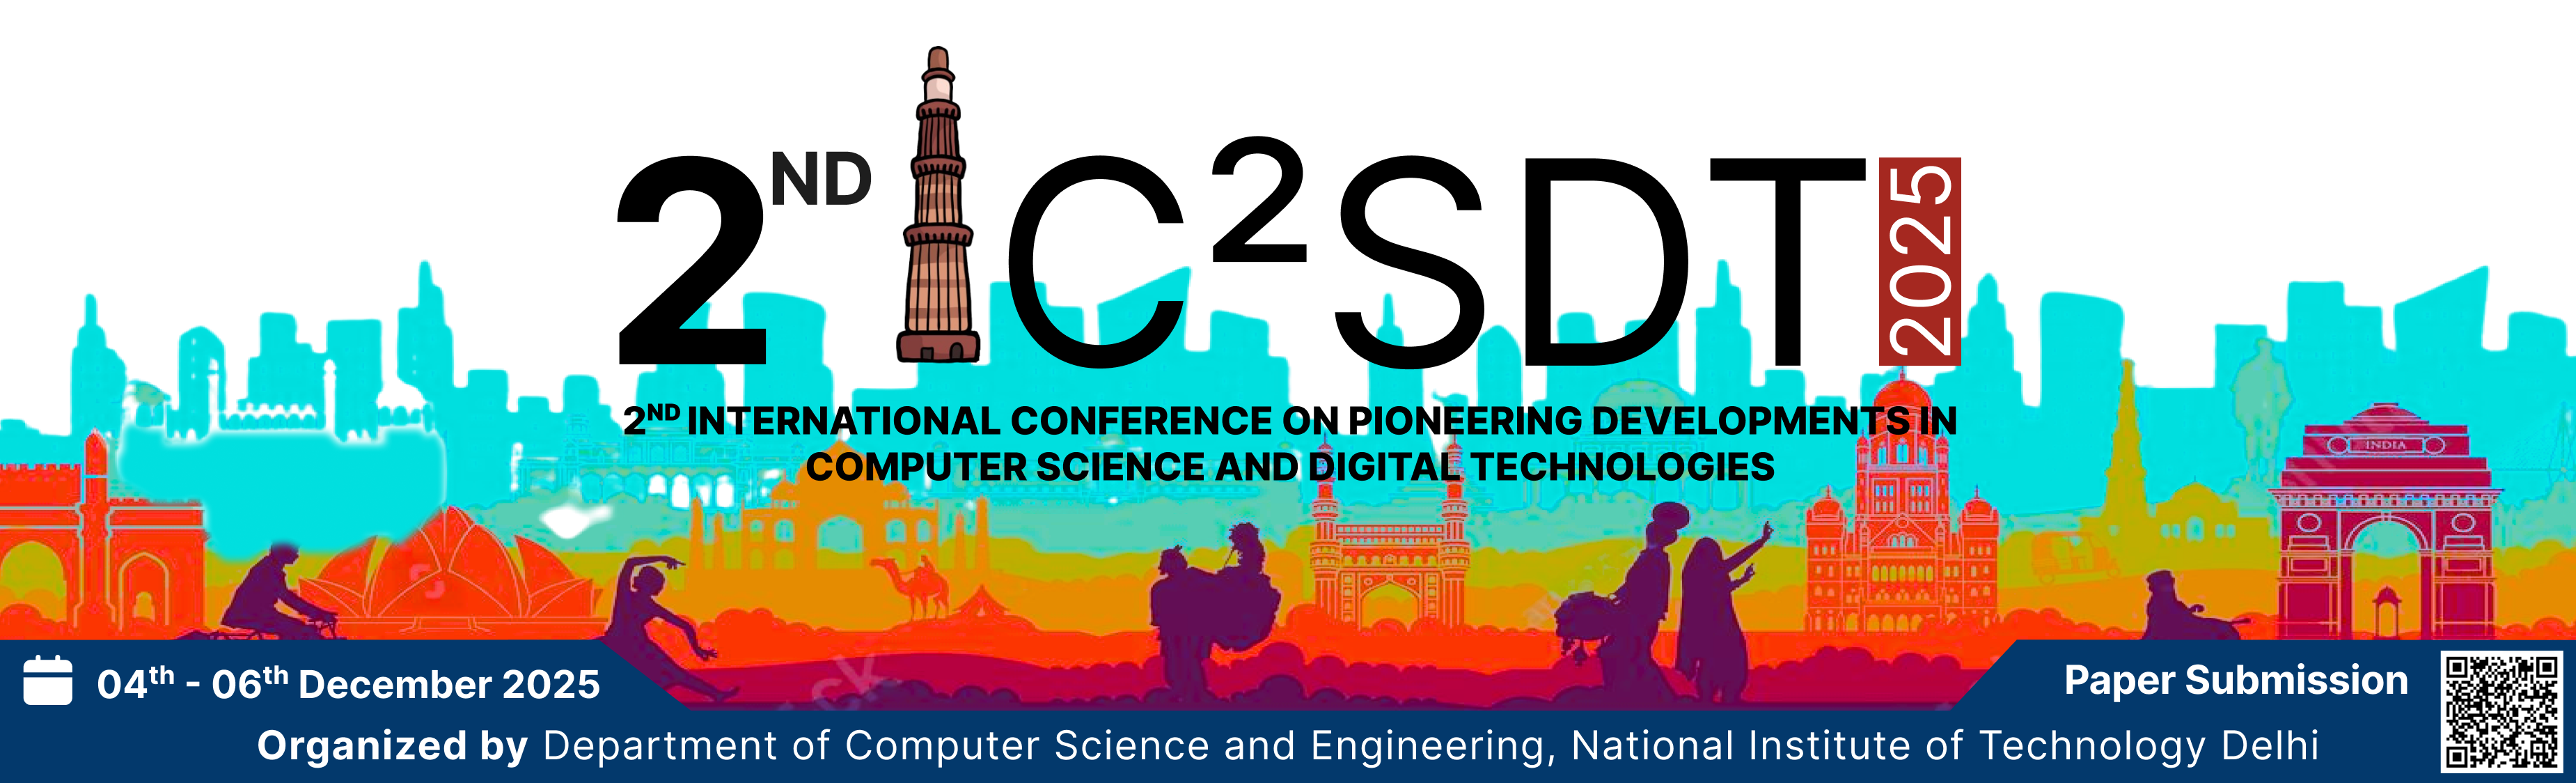 2ND C²SDT 2025
2ND INTERNATIONAL CONFERENCE ON PIONEERING DEVELOPMENTS IN
COMPUTER SCIENCE AND DIGITAL TECHNOLOGIES
INDIA
04th - 06th December 2025
Paper Submission
Organized by Department of Computer Science and Engineering, National Institute of Technology Delhi